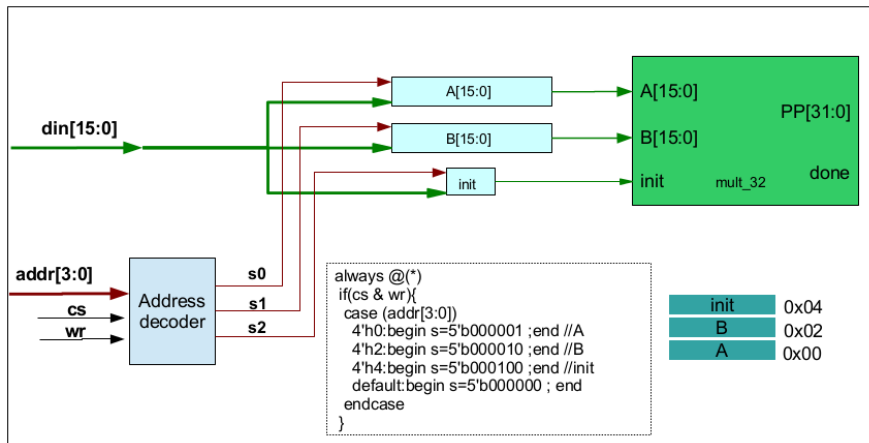 A[15:0]
B[15:0]
init
din[15:0]
A[15:0]
B[15:0]
init
PP[31:0]
done
mult_32
addr[3:0]
cs
wr
Address
decoder
s0
s1
s2
always @(*)
if(cs & wr){
case (addr[3:0])
4'h0:begin s=5'b000001 ;end //A
4'h2:begin s=5'b000010 ;end //B
4'h4:begin s=5'b000100 ;end //init
default:begin s=5'b000000 ; end
endcase
}
init 0x04
B 0x02
A 0x00